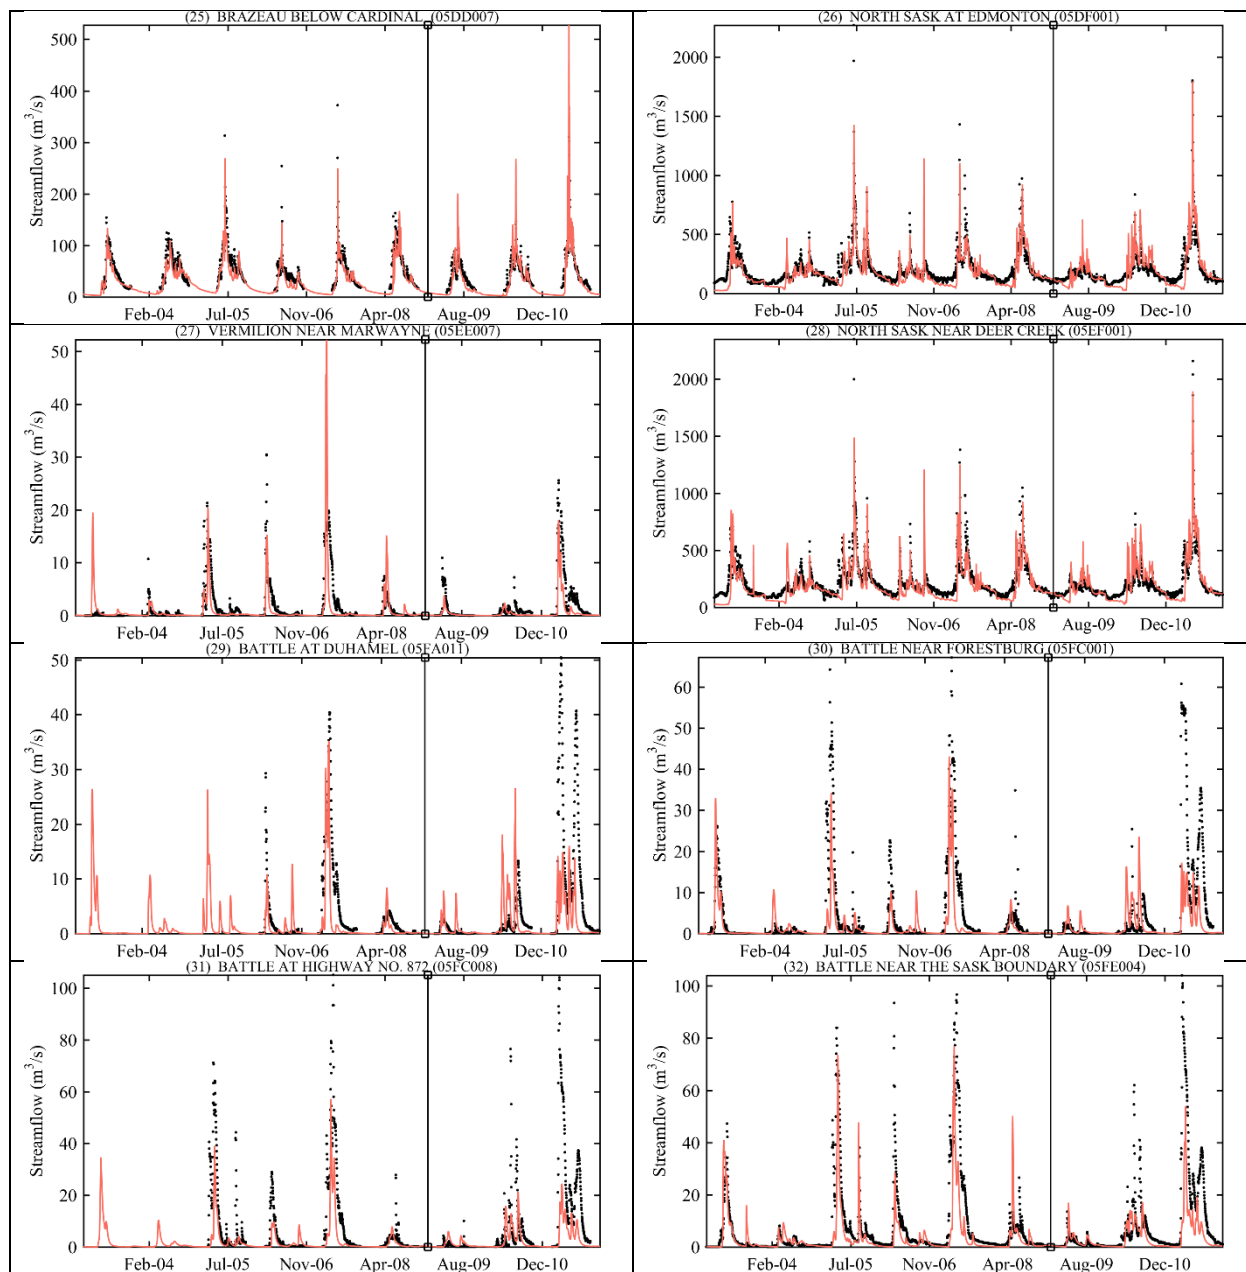 (25) BRAZEAU BELOW CARDINAL (05DD007)
Streamflow (m³/s)
500
400
300
200
100
0
Feb-04 Jul-05 Nov-06 Apr-08 Aug-09 Dec-10
(26) NORTH SASK AT EDMONTON (05DF001)
Streamflow (m³/s)
2000
1500
1000
500
0
Feb-04 Jul-05 Nov-06 Apr-08 Aug-09 Dec-10
(27) VERMILION NEAR MARWAYNE (05EE007)
Streamflow (m³/s)
50
40
30
20
10
0
Feb-04 Jul-05 Nov-06 Apr-08 Aug-09 Dec-10
(28) NORTH SASK NEAR DEER CREEK (05EF001)
Streamflow (m³/s)
2000
1500
1000
500
0
Feb-04 Jul-05 Nov-06 Apr-08 Aug-09 Dec-10
(29) BATTLE AT DUHAMEL (05FA011)
Streamflow (m³/s)
50
40
30
20
10
0
Feb-04 Jul-05 Nov-06 Apr-08 Aug-09 Dec-10
(30) BATTLE NEAR FORESTBURG (05FC001)
Streamflow (m³/s)
60
50
40
30
20
10
0
Feb-04 Jul-05 Nov-06 Apr-08 Aug-09 Dec-10
(31) BATTLE AT HIGHWAY NO. 872 (05FC008)
Streamflow (m³/s)
100
80
60
40
20
0
Feb-04 Jul-05 Nov-06 Apr-08 Aug-09 Dec-10
(32) BATTLE NEAR THE SASK BOUNDARY (05FE004)
Streamflow (m³/s)
100
80
60
40
20
0
Feb-04 Jul-05 Nov-06 Apr-08 Aug-09 Dec-10